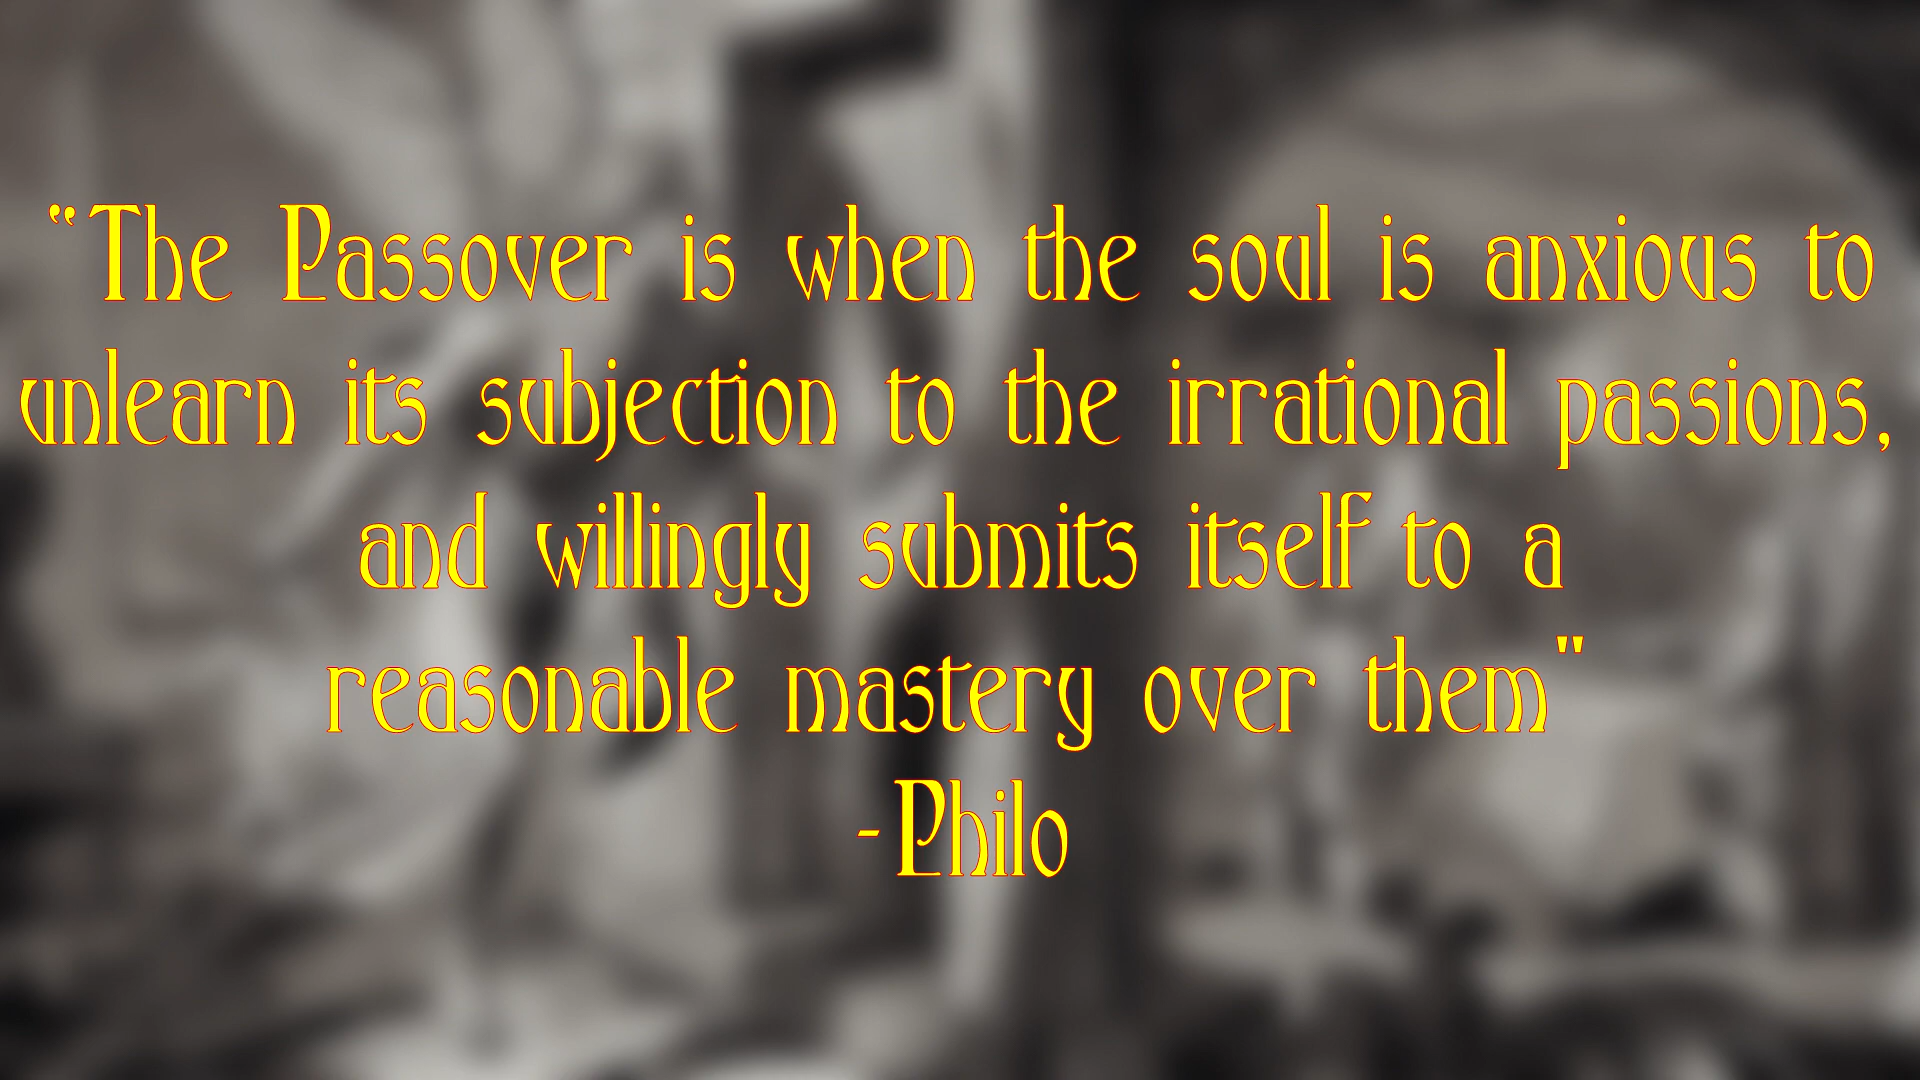 “The Passover is when the soul is anxious to
unlearn its subjection to the irrational passions,
and willingly submits itself to a
reasonable mastery over them"
-Philo